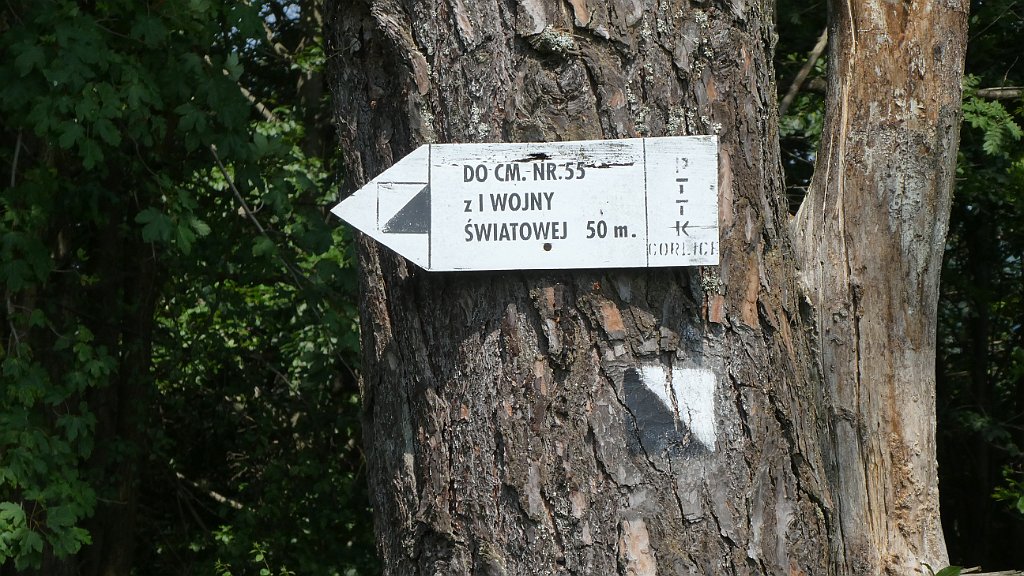 DO CM.-NR.55
z I WOJNY
ŚWIATOWEJ 50 m.
PTTK
GORLICE